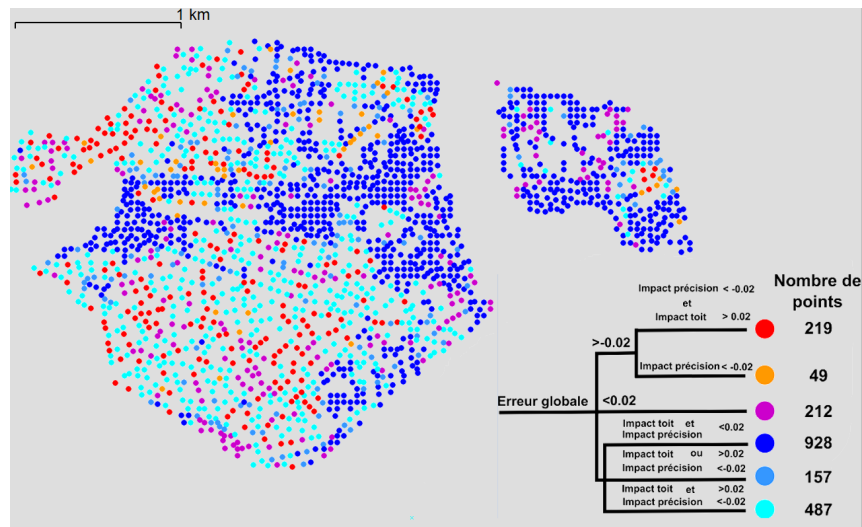 1 km
Nombre de
points
Impact précision < -0.02
et
Impact toit > 0.02
219
>-0.02
Impact précision < -0.02
49
Erreur globale <0.02
212
Impact toit et <0.02
Impact précision
928
Impact toit ou >0.02
Impact précision <-0.02
157
Impact toit et >0.02
Impact précision <-0.02
487